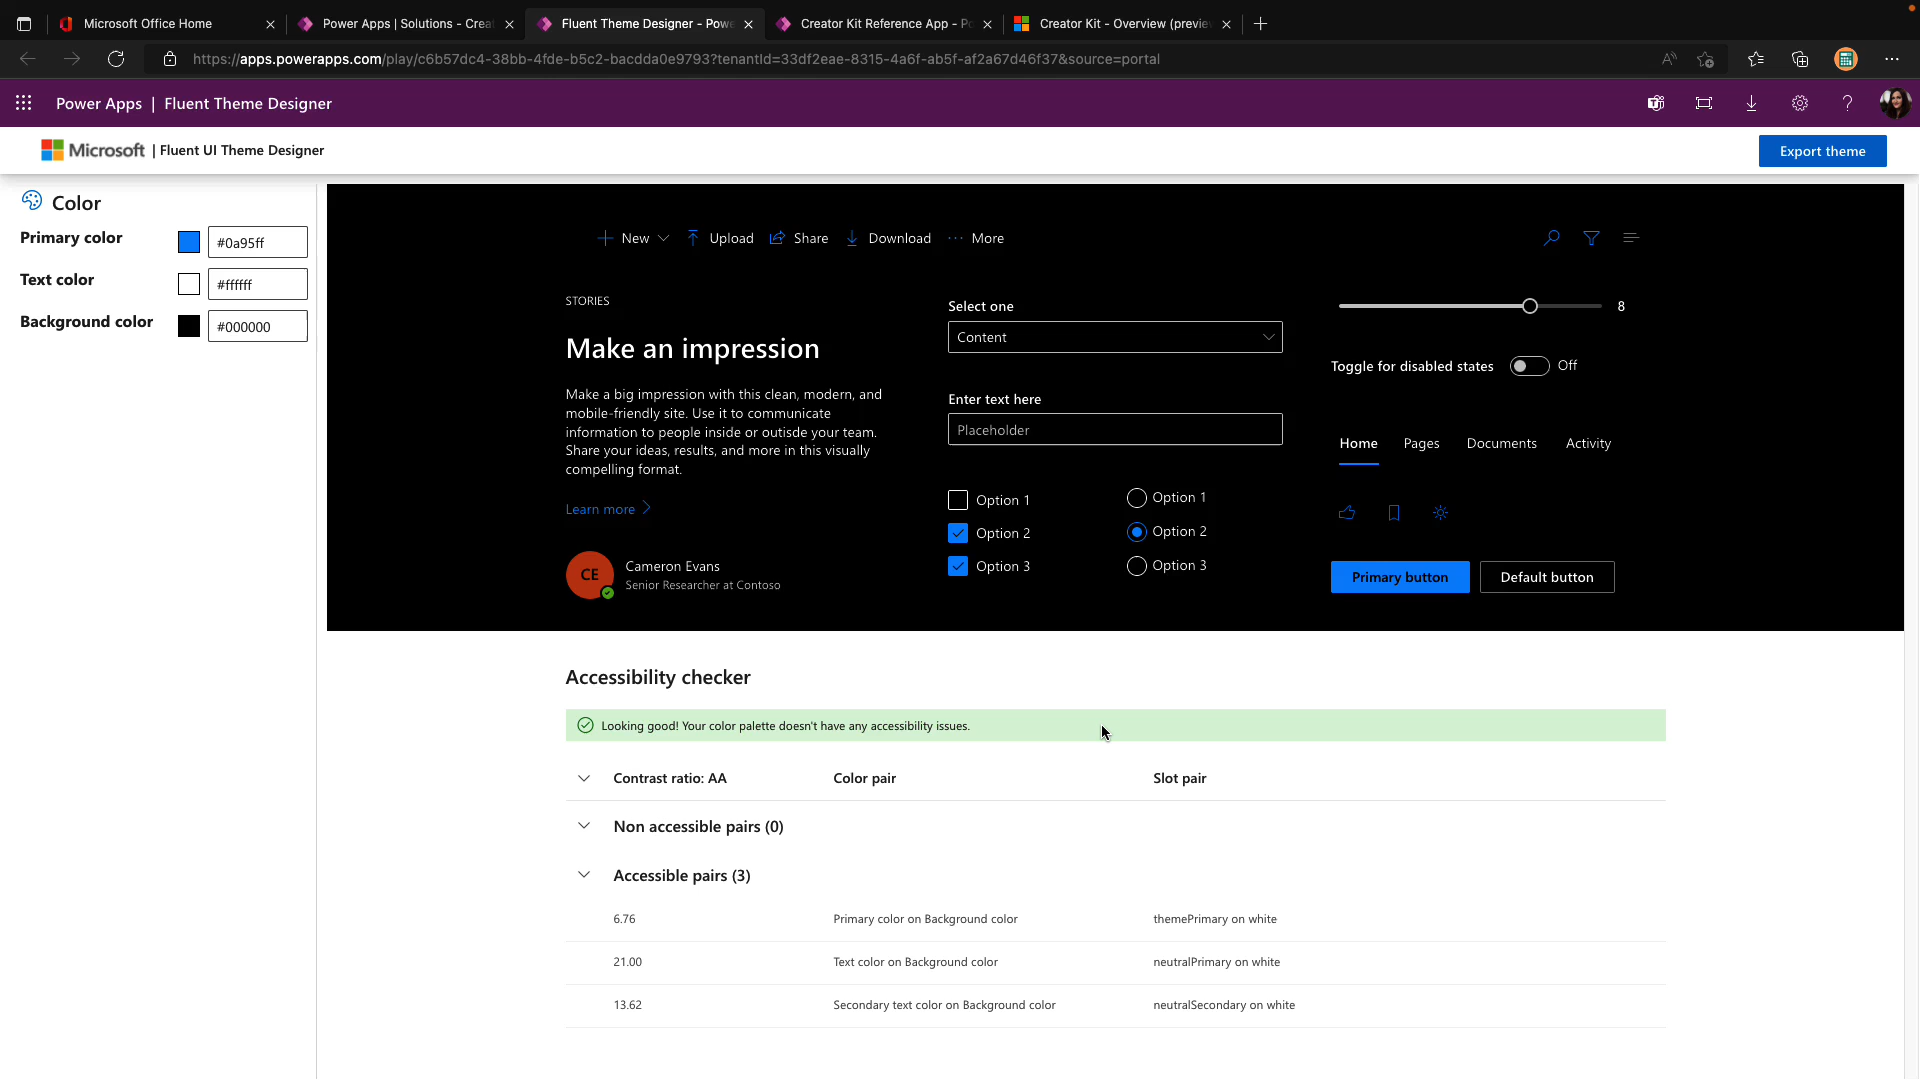 Microsoft Office Home
Power Apps | Solutions - Crea
Fluent Theme Designer - Pow
Creator Kit Reference App - Po
Creator Kit - Overview (previe
https://apps.powerapps.com/play/c6b57dc4-38bb-4fde-b5c2-bacdda0e9793?tenantId=33df2eae-8315-4a6f-ab5f-af2a67d46f37&source=portal
Power Apps | Fluent Theme Designer
Microsoft | Fluent UI Theme Designer
Export theme
Color
Primary color
#0a95ff
Text color
#ffffff
Background color
#000000
New
Upload
Share
Download
More
STORIES
Make an impression
Make a big impression with this clean, modern, and
mobile-friendly site. Use it to communicate
information to people inside or outisde your team.
Share your ideas, results, and more in this visually
compelling format.
Learn more
CE
Cameron Evans
Senior Researcher at Contoso
Select one
Content
Enter text here
Placeholder
Option 1
Option 2
Option 3
Option 1
Option 2
Option 3
8
Toggle for disabled states
Off
Home
Pages
Documents
Activity
Primary button
Default button
Accessibility checker
Looking good! Your color palette doesn't have any accessibility issues.
Contrast ratio: AA
Color pair
Slot pair
Non accessible pairs (0)
Accessible pairs (3)
6.76
Primary color on Background color
themePrimary on white
21.00
Text color on Background color
neutralPrimary on white
13.62
Secondary text color on Background color
neutralSecondary on white